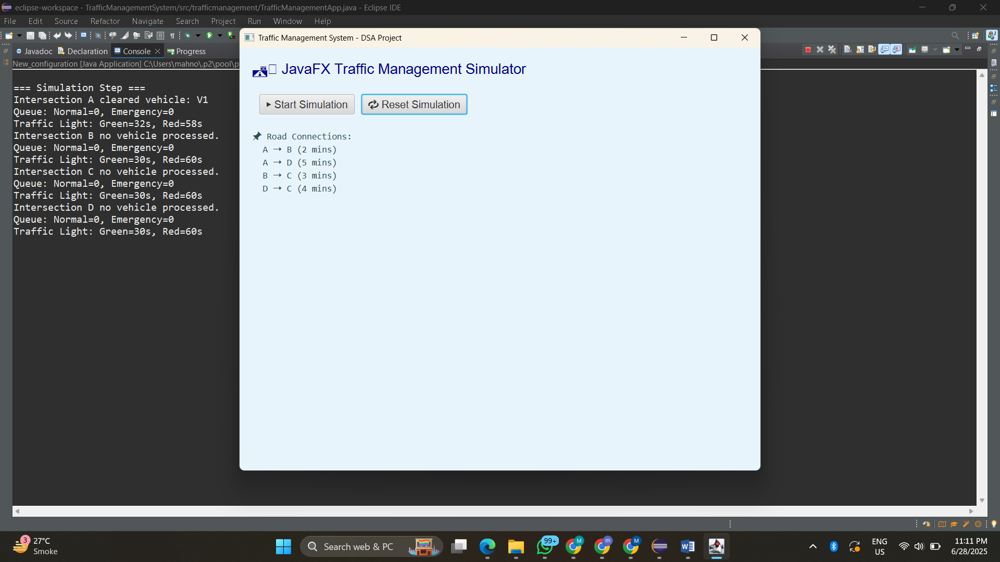 eclipse-workspace - TrafficManagementSystem/src/trafficmanagement/TrafficManagementApp.java - Eclipse IDE
File Edit Source Refactor Navigate Search Project Run Window Help
Javadoc Declaration Console Progress
New_configuration [Java Application] C:\Users\mahno\.p2\pool\p
=== Simulation Step ===
Intersection A cleared vehicle: V1
Queue: Normal=0, Emergency=0
Traffic Light: Green=32s, Red=58s
Intersection B no vehicle processed.
Queue: Normal=0, Emergency=0
Traffic Light: Green=30s, Red=60s
Intersection C no vehicle processed.
Queue: Normal=0, Emergency=0
Traffic Light: Green=30s, Red=60s
Intersection D no vehicle processed.
Queue: Normal=0, Emergency=0
Traffic Light: Green=30s, Red=60s
Traffic Management System - DSA Project
JavaFX Traffic Management Simulator
Start Simulation Reset Simulation
📌 Road Connections:
A → B (2 mins)
A → D (5 mins)
B → C (3 mins)
D → C (4 mins)
3 27°C
Smoke
Search web & PC
99+
M m M
ENG
US
11:11 PM
6/28/2025